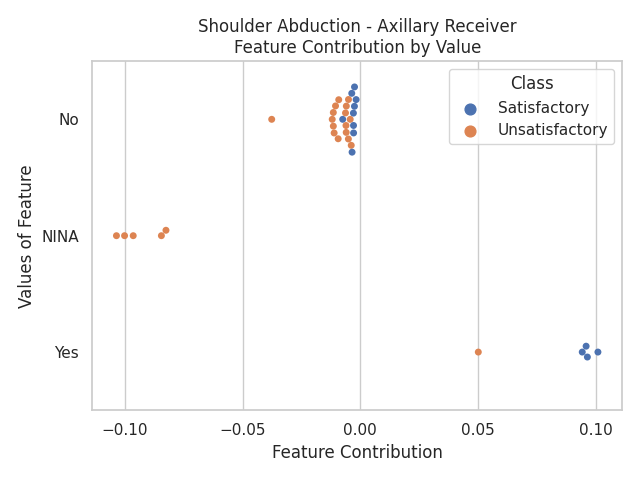 Shoulder Abduction - Axillary Receiver
Feature Contribution by Value
Class
Satisfactory
Unsatisfactory
Values of Feature
No
NINA
Yes
−0.10
−0.05
0.00
0.05
0.10
Feature Contribution